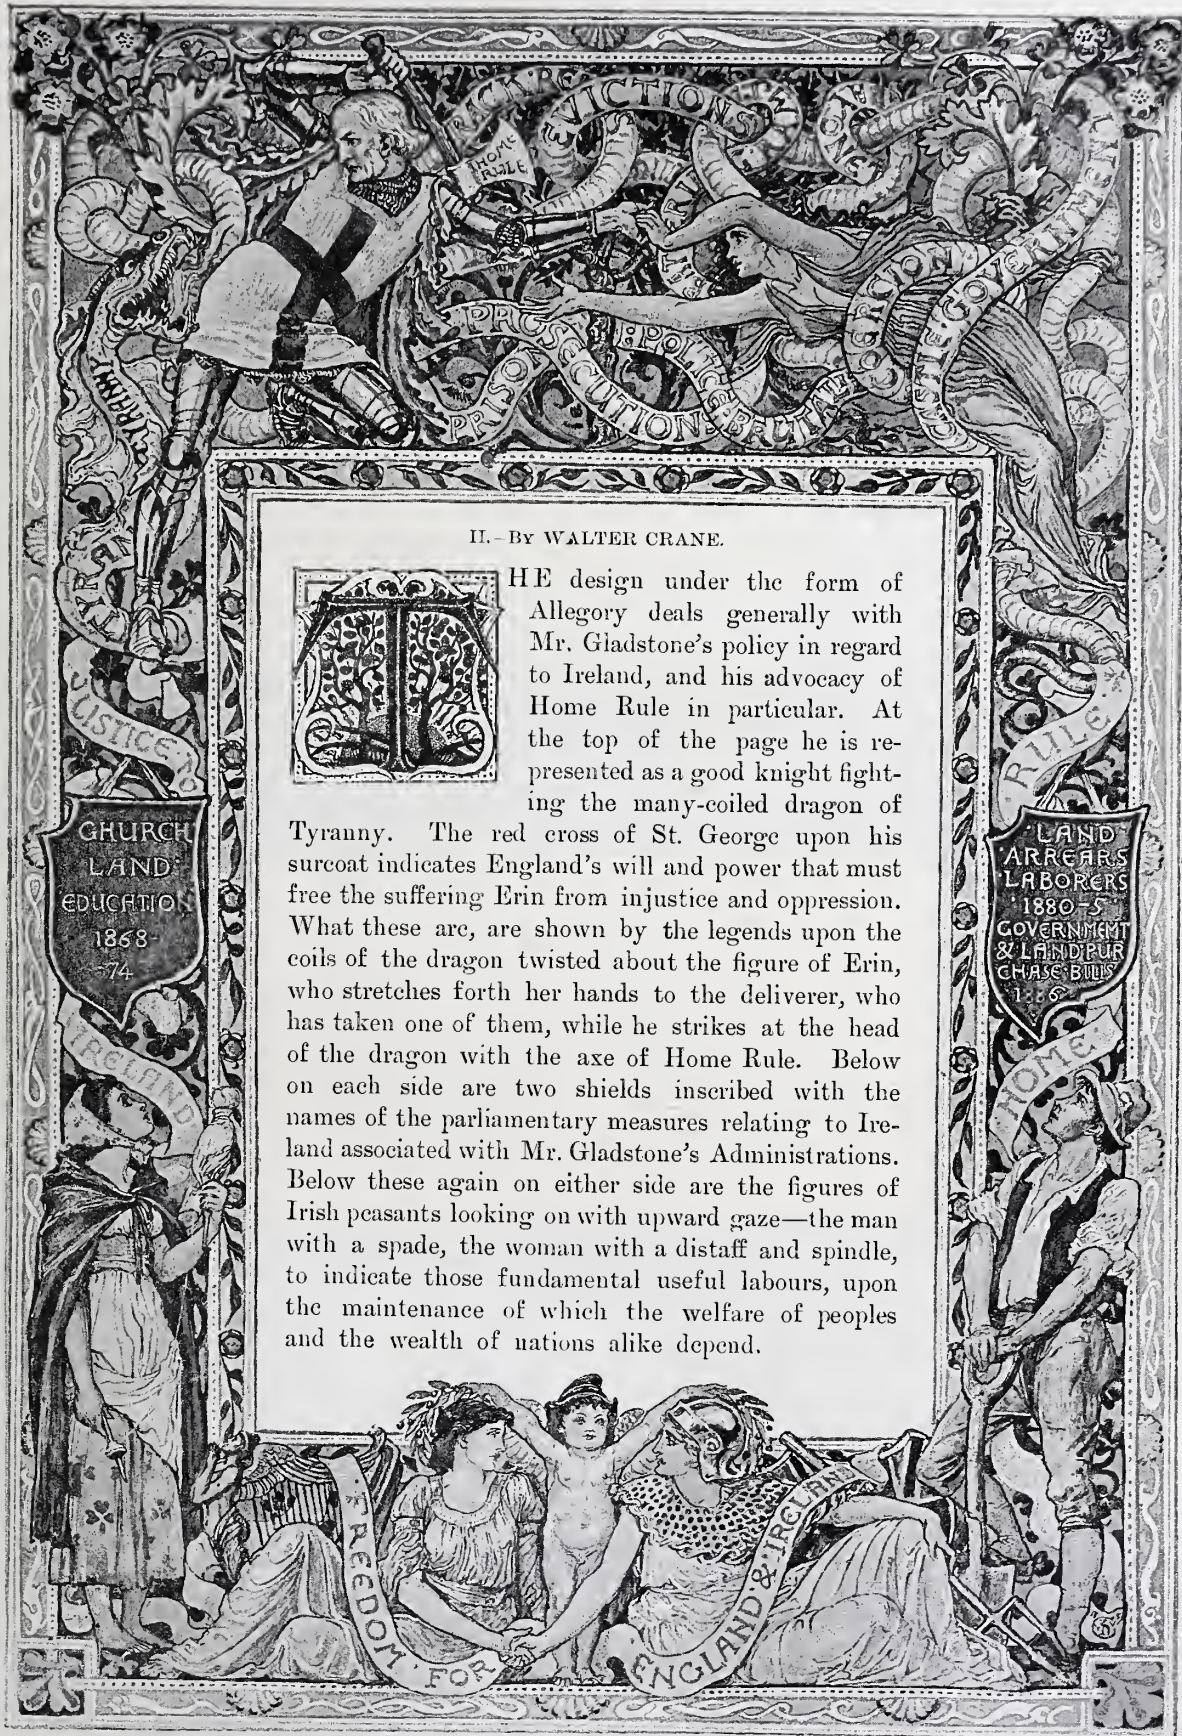 RACK
EVICTIONS
HOME
RULE
COERCION
CASTLE·GOVERNMENT
PROSECUTIONS
POLICE
BRUTALI
PRISON
TYRANNY
II.–By WALTER CRANE.
THE design under the form of
Allegory deals generally with
Mr. Gladstone's policy in regard
to Ireland, and his advocacy of
Home Rule in particular. At
the top of the page he is re-
presented as a good knight fight-
ing the many-coiled dragon of
Tyranny. The red cross of St. George upon his
surcoat indicates England's will and power that must
free the suffering Erin from injustice and oppression.
What these are, are shown by the legends upon the
coils of the dragon twisted about the figure of Erin,
who stretches forth her hands to the deliverer, who
has taken one of them, while he strikes at the head
of the dragon with the axe of Home Rule. Below
on each side are two shields inscribed with the
names of the parliamentary measures relating to Ire-
land associated with Mr. Gladstone's Administrations.
Below these again on either side are the figures of
Irish peasants looking on with upward gaze—the man
with a spade, the woman with a distaff and spindle,
to indicate those fundamental useful labours, upon
the maintenance of which the welfare of peoples
and the wealth of nations alike depend.
JUSTICE
CHURCH
LAND
EDUCATION
1868-
-74
IRELAND
RULE
LAND
ARREARS
LABORERS
1880-5
GOVERNMEMT
& LAND PUR
CHASE·BILLS
1886
HOME
FREEDOM·FOR
ENGLAND·&·IRELAND